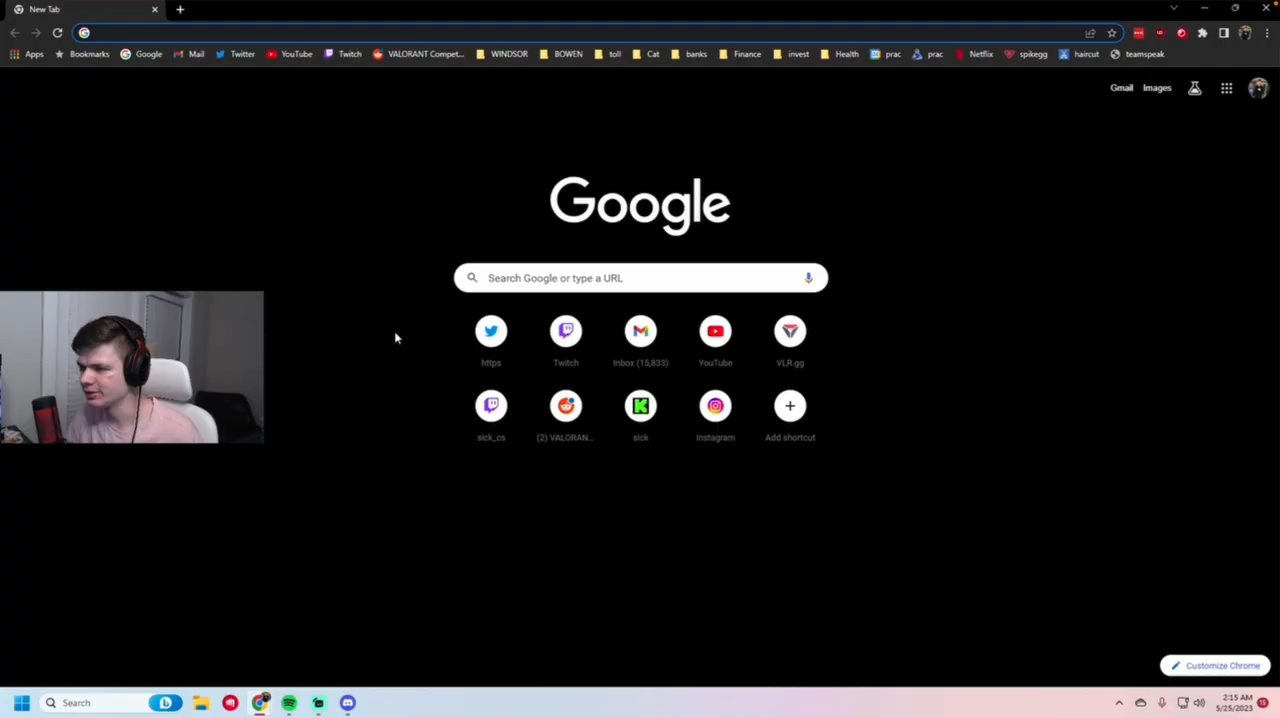 New Tab
Apps Bookmarks Google Mail Twitter YouTube Twitch VALORANT Compet... WINDSOR BOWEN toll Cat banks Finance invest Health prac prac Netflix spikegg haircut teamspeak
Gmail Images
Google
Search Google or type a URL
https Twitch Inbox (15,833) YouTube VLR.gg
K
sick_cs (2) VALORAN... sick Instagram Add shortcut
Customize Chrome
Search
2:15 AM
5/25/2023 15